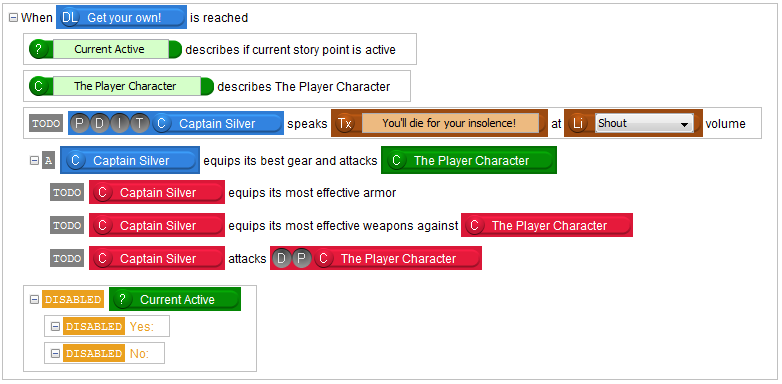 When DL Get your own! is reached
? Current Active describes if current story point is active
C The Player Character describes The Player Character
TODO P D I T C Captain Silver speaks Tx You'll die for your insolence! at Li Shout volume
A C Captain Silver equips its best gear and attacks C The Player Character
TODO C Captain Silver equips its most effective armor
TODO C Captain Silver equips its most effective weapons against C The Player Character
TODO C Captain Silver attacks D P C The Player Character
DISABLED ? Current Active
DISABLED Yes:
DISABLED No: